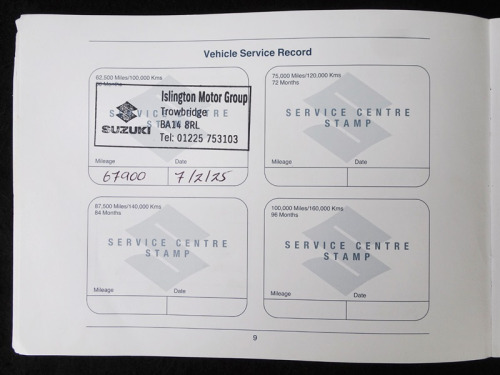 Vehicle Service Record
62,500 Miles/100,000 Kms
Islington Motor Group
Trowbridge
BA14 8RL
Tel: 01225 753103
SUZUKI
Mileage Date
67900 7/2/25
75,000 Miles/120,000 Kms
72 Months
SERVICE CENTRE
STAMP
Mileage Date
87,500 Miles/140,000 Kms
84 Months
SERVICE CENTRE
STAMP
Mileage Date
100,000 Miles/160,000 Kms
96 Months
SERVICE CENTRE
STAMP
Mileage Date
9